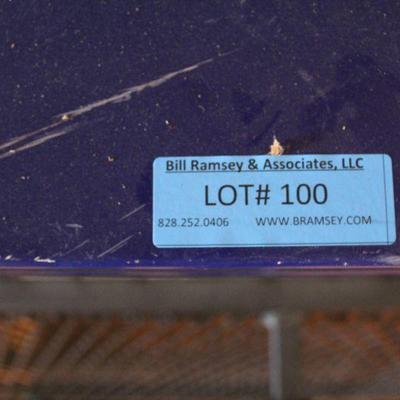 Bill Ramsey & Associates, LLC
LOT# 100
828.252.0406 WWW.BRAMSEY.COM